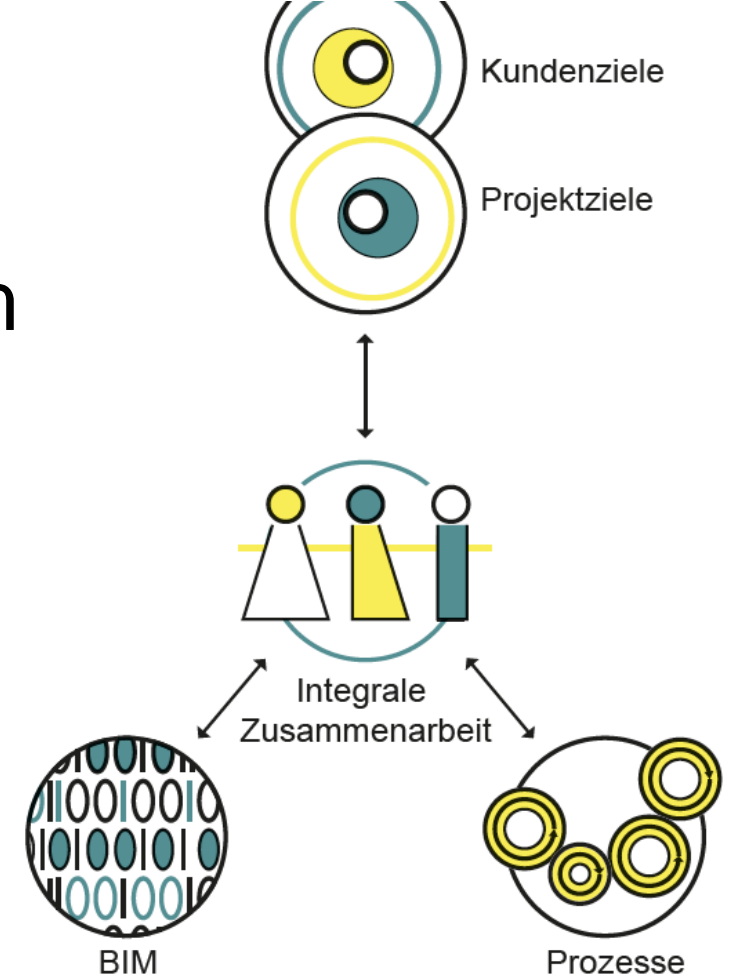 Kundenziele
Projektziele
n
Integrale
Zusammenarbeit
BIM
Prozesse